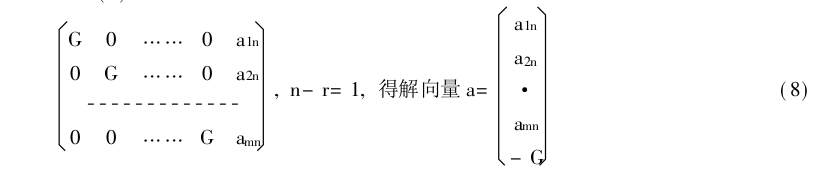 G 0 …… 0 a1n
0 G …… 0 a2n
-------------
0 0 …… G amn
, n- r= 1, 得解向量 a=
a1n
a2n
·
amn
- G
(8)